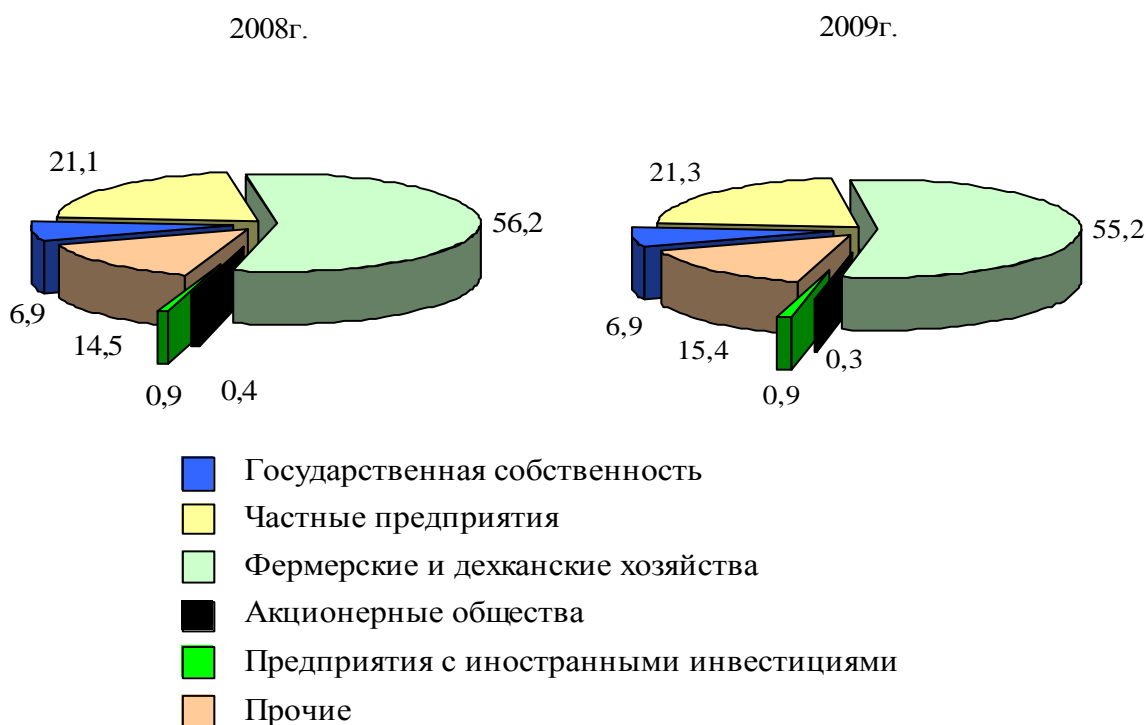 2008г.
2009г.
21,1
56,2
6,9
14,5
0,9
0,4
21,3
55,2
6,9
15,4
0,9
0,3
Государственная собственность
Частные предприятия
Фермерские и дехканские хозяйства
Акционерные общества
Предприятия с иностранными инвестициями
Прочие